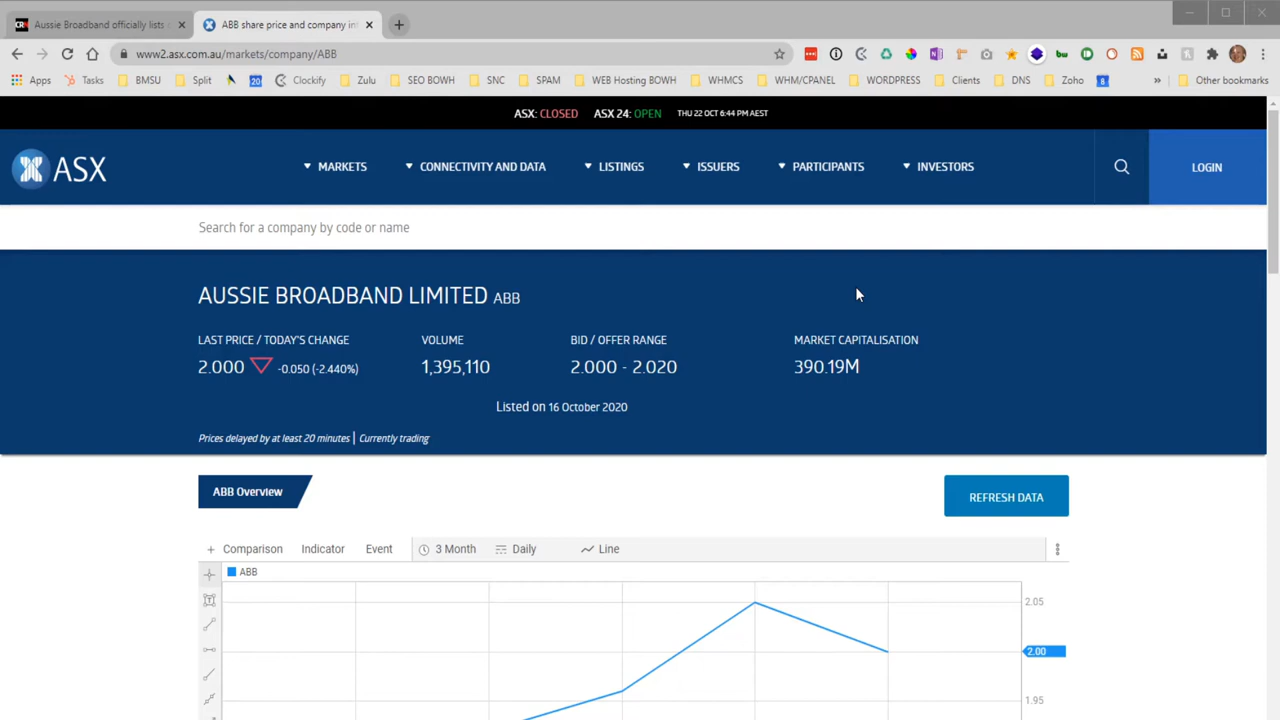 CRN Aussie Broadband officially lists
ABB share price and company in
www2.asx.com.au/markets/company/ABB
Apps Tasks BMSU Split 20 Clockify Zulu SEO BOWH SNC SPAM WEB Hosting BOWH WHMCS WHM/CPANEL WORDPRESS Clients DNS Zoho 8 » Other bookmarks
ASX: CLOSED ASX 24: OPEN THU 22 OCT 6:44 PM AEST
ASX MARKETS CONNECTIVITY AND DATA LISTINGS ISSUERS PARTICIPANTS INVESTORS LOGIN
Search for a company by code or name
AUSSIE BROADBAND LIMITED ABB
LAST PRICE / TODAY'S CHANGE VOLUME BID / OFFER RANGE MARKET CAPITALISATION
2.000 -0.050 (-2.440%) 1,395,110 2.000 - 2.020 390.19M
Listed on 16 October 2020
Prices delayed by at least 20 minutes | Currently trading
ABB Overview REFRESH DATA
+ Comparison Indicator Event 3 Month Daily Line
ABB
2.05
2.00
1.95